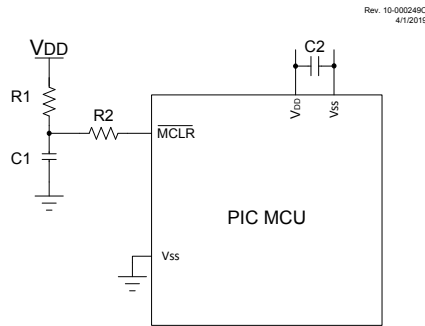 Rev. 10-000249C
4/1/2019
VDD
C2
R1
R2
VDD
Vss
MCLR
C1
PIC MCU
Vss